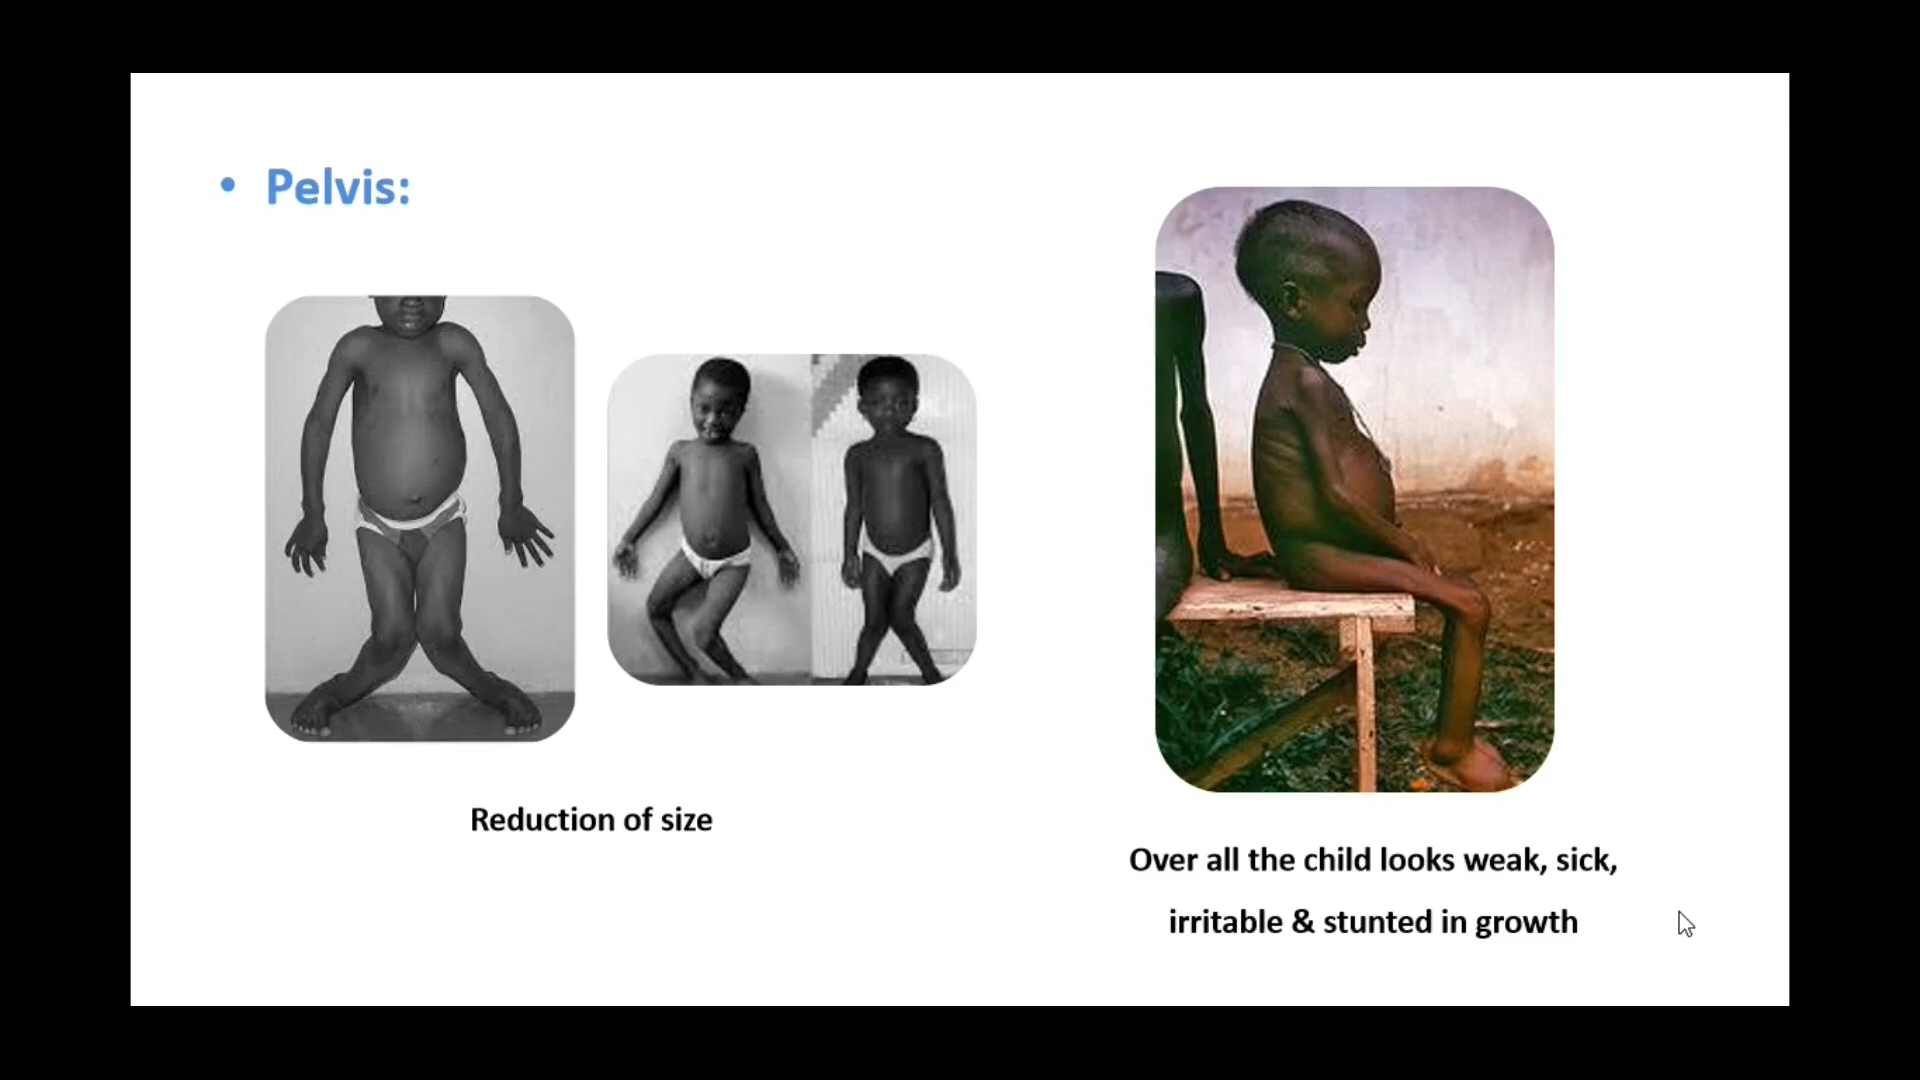 • Pelvis:
Reduction of size
Over all the child looks weak, sick,
irritable & stunted in growth